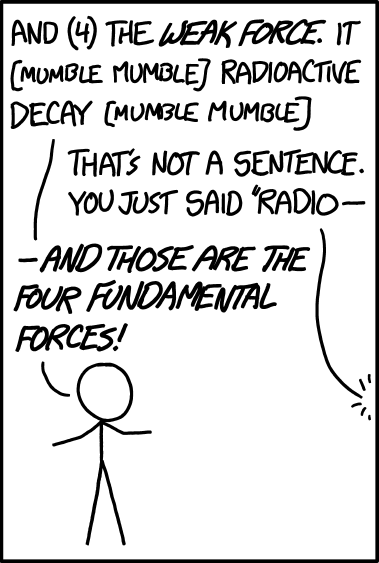 AND (4) THE WEAK FORCE. IT
[MUMBLE MUMBLE] RADIOACTIVE
DECAY [MUMBLE MUMBLE]
THAT'S NOT A SENTENCE.
YOU JUST SAID "RADIO—
—AND THOSE ARE THE
FOUR FUNDAMENTAL
FORCES!